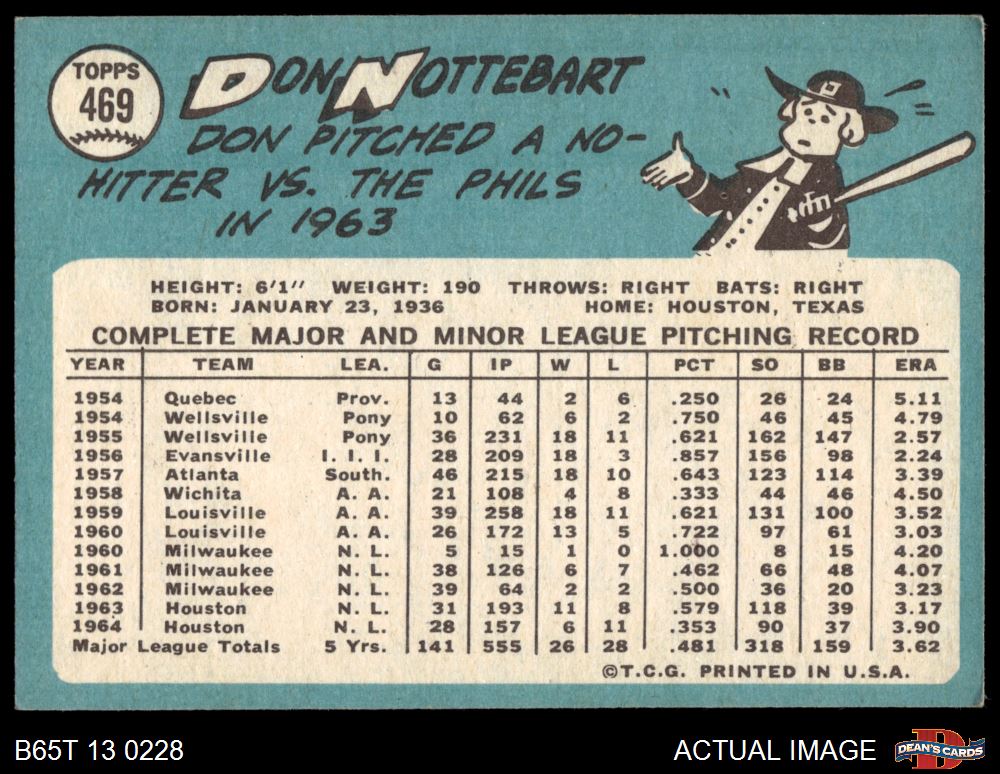 TOPPS
469
DON NOTTEBART
DON PITCHED A NO-
HITTER VS. THE PHILS
IN 1963
HEIGHT: 6'1" WEIGHT: 190 THROWS: RIGHT BATS: RIGHT
BORN: JANUARY 23, 1936 HOME: HOUSTON, TEXAS
COMPLETE MAJOR AND MINOR LEAGUE PITCHING RECORD
YEAR TEAM LEA. G IP W L PCT SO BB ERA
1954 Quebec Prov. 13 44 2 6 .250 26 24 5.11
1954 Wellsville Pony 10 62 6 2 .750 46 45 4.79
1955 Wellsville Pony 36 231 18 11 .621 162 147 2.57
1956 Evansville I. I. I. 28 209 18 3 .857 156 98 2.24
1957 Atlanta South. 46 215 18 10 .643 123 114 3.39
1958 Wichita A. A. 21 108 4 8 .333 44 46 4.50
1959 Louisville A. A. 39 258 18 11 .621 131 100 3.52
1960 Louisville A. A. 26 172 13 5 .722 97 61 3.03
1960 Milwaukee N. L. 5 15 1 0 1.000 8 15 4.20
1961 Milwaukee N. L. 38 126 6 7 .462 66 48 4.07
1962 Milwaukee N. L. 39 64 2 2 .500 36 20 3.23
1963 Houston N. L. 31 193 11 8 .579 118 39 3.17
1964 Houston N. L. 28 157 6 11 .353 90 37 3.90
Major League Totals 5 Yrs. 141 555 26 28 .481 318 159 3.62
©T.C.G. PRINTED IN U.S.A.
B65T 13 0228 ACTUAL IMAGE DEAN'S CARDS